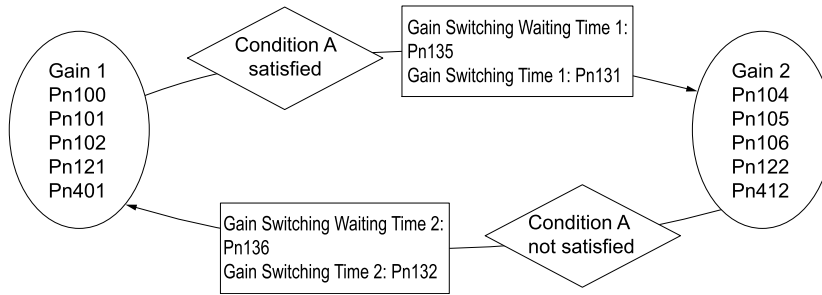 Gain 1
Pn100
Pn101
Pn102
Pn121
Pn401
Condition A
satisfied
Gain Switching Waiting Time 1:
Pn135
Gain Switching Time 1: Pn131
Gain 2
Pn104
Pn105
Pn106
Pn122
Pn412
Condition A
not satisfied
Gain Switching Waiting Time 2:
Pn136
Gain Switching Time 2: Pn132